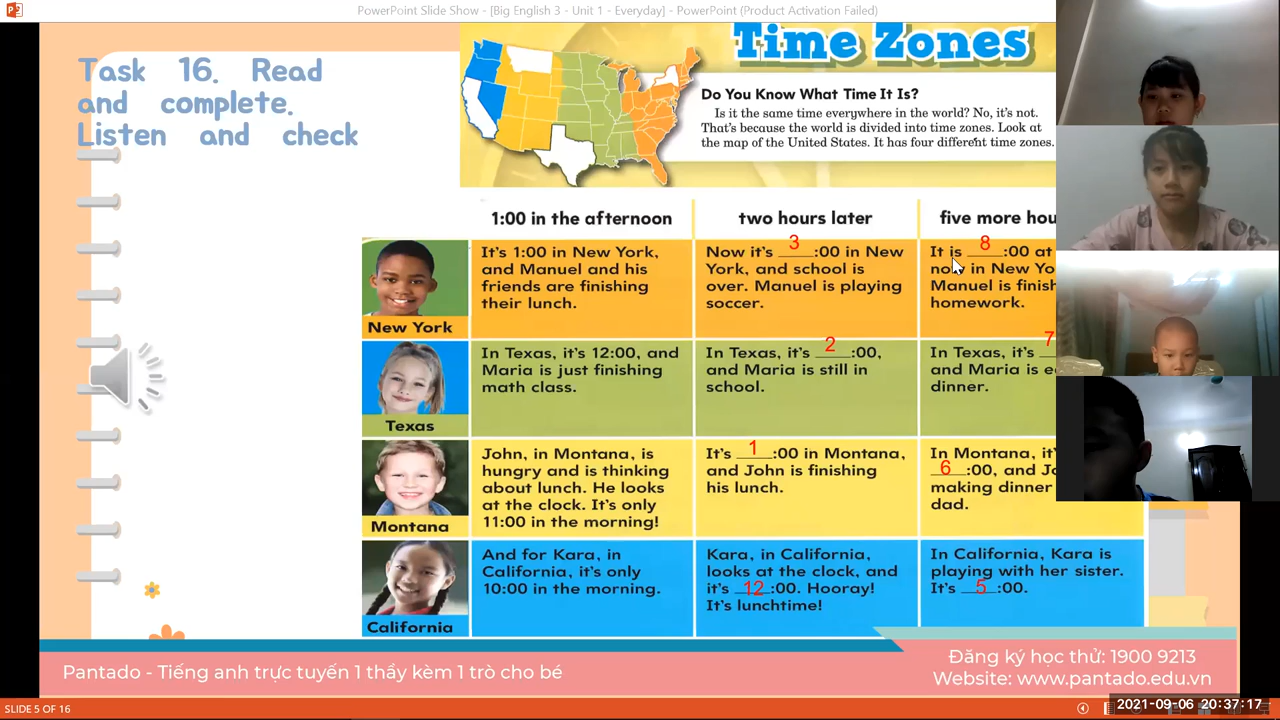 PowerPoint Slide Show - [Big English 3 - Unit 1 - Everyday] - PowerPoint (Product Activation Failed)
Task 16. Read
and complete.
Listen and check
Time Zones
Do You Know What Time It Is?
Is it the same time everywhere in the world? No, it's not.
That's because the world is divided into time zones. Look at
the map of the United States. It has four different time zones.
1:00 in the afternoon
two hours later
five more hou
New York
It's 1:00 in New York,
and Manuel and his
friends are finishing
their lunch.
Now it's 3:00 in New
York, and school is
over. Manuel is playing
soccer.
It is 8:00 at
now in New Yo
Manuel is finish
homework.
Texas
In Texas, it's 12:00, and
Maria is just finishing
math class.
In Texas, it's 2:00,
and Maria is still in
school.
In Texas, it's 7
and Maria is e
dinner.
Montana
John, in Montana, is
hungry and is thinking
about lunch. He looks
at the clock. It's only
11:00 in the morning!
It's 1:00 in Montana,
and John is finishing
his lunch.
In Montana, it'
6:00, and Jo
making dinner
dad.
California
And for Kara, in
California, it's only
10:00 in the morning.
Kara, in California,
looks at the clock, and
it's 12:00. Hooray!
It's lunchtime!
In California, Kara is
playing with her sister.
It's 5:00.
Pantado - Tiếng anh trực tuyến 1 thầy kèm 1 trò cho bé
Đăng ký học thử: 1900 9213
Website: www.pantado.edu.vn
SLIDE 5 OF 16
2021-09-06 20:37:17